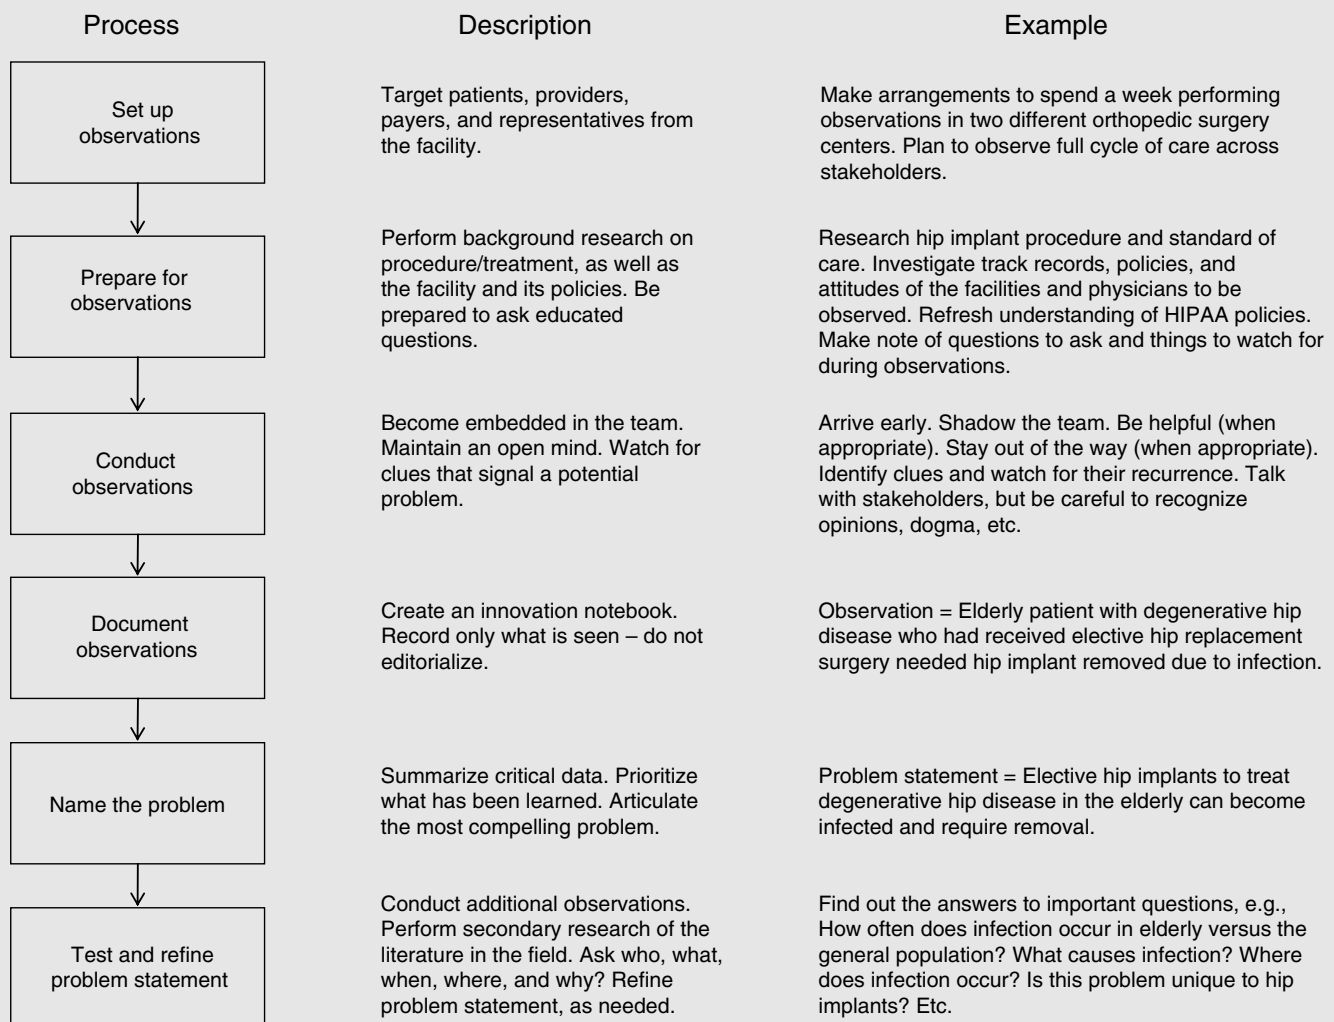 Process
Description
Example
Set up
observations
Target patients, providers,
payers, and representatives from
the facility.
Make arrangements to spend a week performing
observations in two different orthopedic surgery
centers. Plan to observe full cycle of care across
stakeholders.
Prepare for
observations
Perform background research on
procedure/treatment, as well as
the facility and its policies. Be
prepared to ask educated
questions.
Research hip implant procedure and standard of
care. Investigate track records, policies, and
attitudes of the facilities and physicians to be
observed. Refresh understanding of HIPAA policies.
Make note of questions to ask and things to watch for
during observations.
Conduct
observations
Become embedded in the team.
Maintain an open mind. Watch for
clues that signal a potential
problem.
Arrive early. Shadow the team. Be helpful (when
appropriate). Stay out of the way (when appropriate).
Identify clues and watch for their recurrence. Talk
with stakeholders, but be careful to recognize
opinions, dogma, etc.
Document
observations
Create an innovation notebook.
Record only what is seen – do not
editorialize.
Observation = Elderly patient with degenerative hip
disease who had received elective hip replacement
surgery needed hip implant removed due to infection.
Name the problem
Summarize critical data. Prioritize
what has been learned. Articulate
the most compelling problem.
Problem statement = Elective hip implants to treat
degenerative hip disease in the elderly can become
infected and require removal.
Test and refine
problem statement
Conduct additional observations.
Perform secondary research of the
literature in the field. Ask who, what,
when, where, and why? Refine
problem statement, as needed.
Find out the answers to important questions, e.g.,
How often does infection occur in elderly versus the
general population? What causes infection? Where
does infection occur? Is this problem unique to hip
implants? Etc.